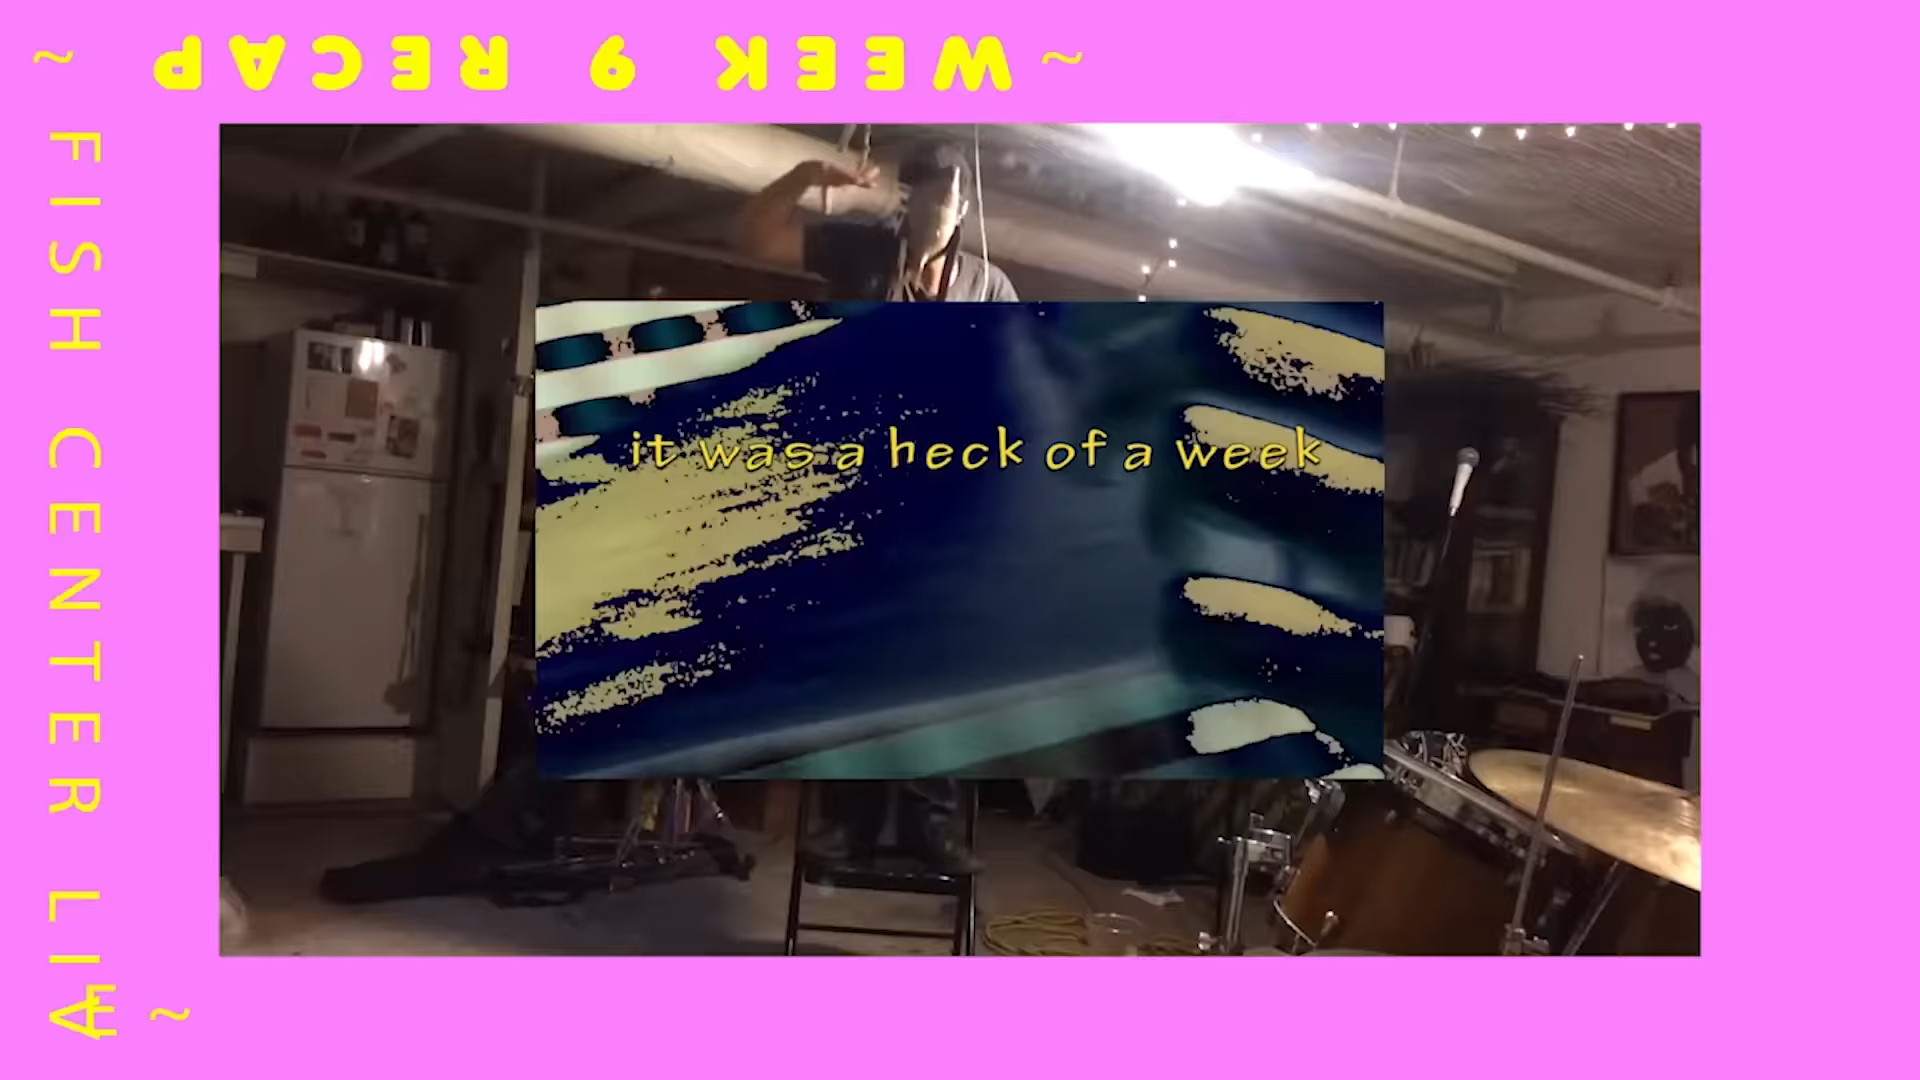 ~ WEEK 9 RECAP ~
FISH CENTER LIVE ~
it was a heck of a week